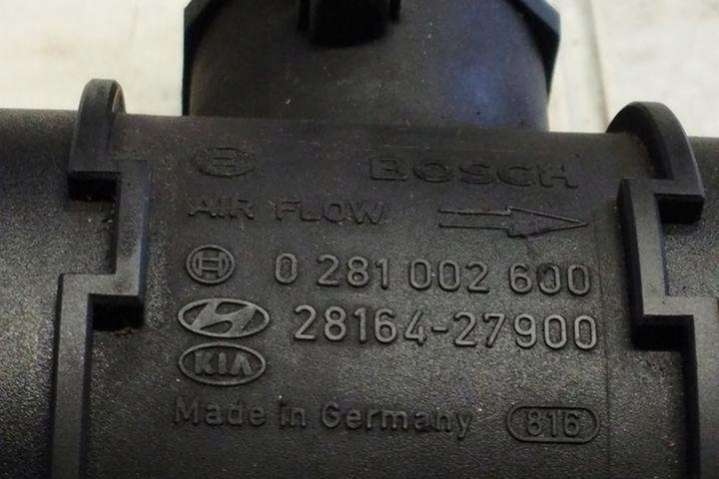 BOSCH
AIR FLOW
0 281 002 600
28164-27900
KIA
Made in Germany 816